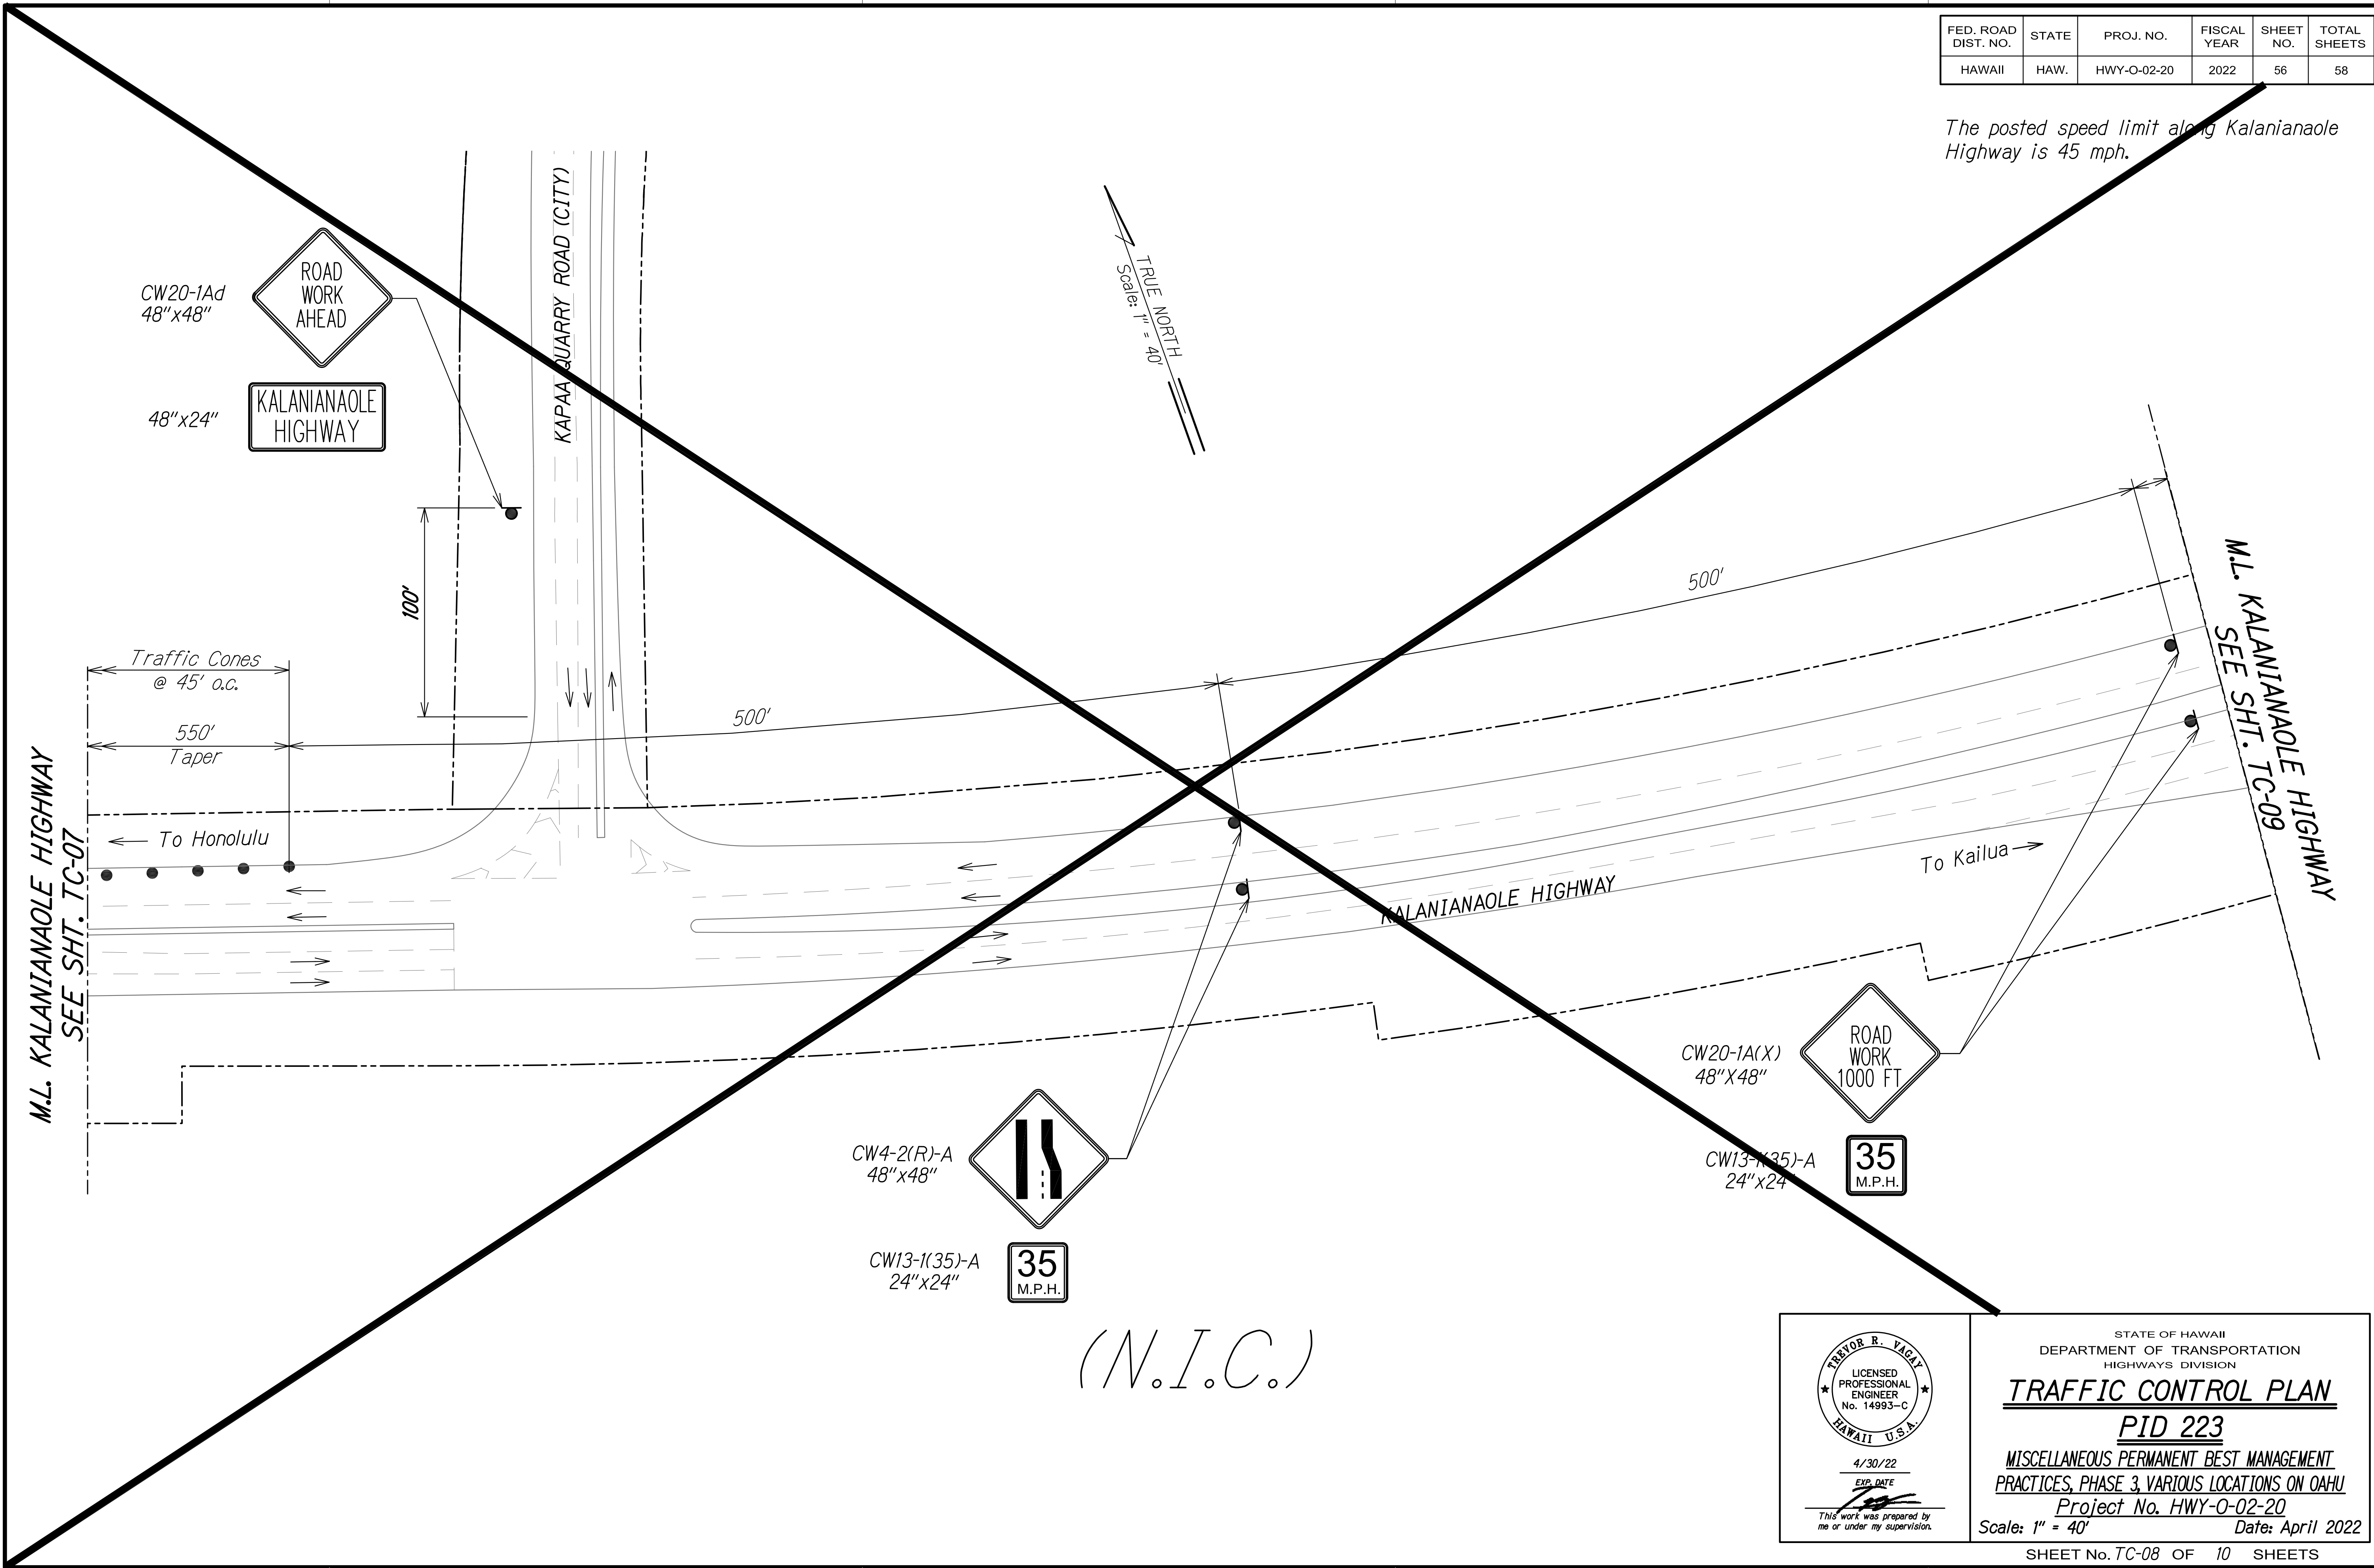 FED. ROAD DIST. NO. STATE PROJ. NO. FISCAL YEAR SHEET NO. TOTAL SHEETS
HAWAII HAW. HWY-O-02-20 2022 56 58
The posted speed limit along Kalanianaole
Highway is 45 mph.
CW20-1Ad
48"x48"
ROAD
WORK
AHEAD
48"x24"
KALANIANAOLE
HIGHWAY
KAPAA QUARRY ROAD (CITY)
TRUE NORTH
Scale: 1" = 40'
100'
Traffic Cones
@ 45' o.c.
550'
Taper
500'
500'
M.L. KALANIANAOLE HIGHWAY
SEE SHT. TC-07
To Honolulu
M.L. KALANIANAOLE HIGHWAY
SEE SHT. TC-09
To Kailua
KALANIANAOLE HIGHWAY
CW20-1A(X)
48"X48"
ROAD
WORK
1000 FT
CW13-1(35)-A
24"x24"
35
M.P.H.
CW4-2(R)-A
48"x48"
CW13-1(35)-A
24"x24"
35
M.P.H.
(N.I.C.)
TREVOR R. VAGAY
LICENSED
PROFESSIONAL
ENGINEER
No. 14993-C
HAWAII U.S.A.
4/30/22
EXP. DATE
This work was prepared by
me or under my supervision.
STATE OF HAWAII
DEPARTMENT OF TRANSPORTATION
HIGHWAYS DIVISION
TRAFFIC CONTROL PLAN
PID 223
MISCELLANEOUS PERMANENT BEST MANAGEMENT
PRACTICES, PHASE 3, VARIOUS LOCATIONS ON OAHU
Project No. HWY-O-02-20
Scale: 1" = 40' Date: April 2022
SHEET No. TC-08 OF 10 SHEETS